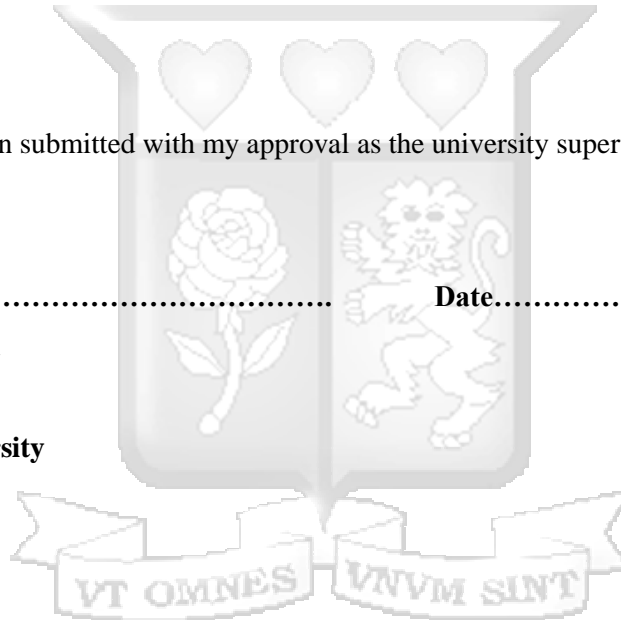 n submitted with my approval as the university super
…………………………………. Date…………
sity
VT OMNES VNVM SINT